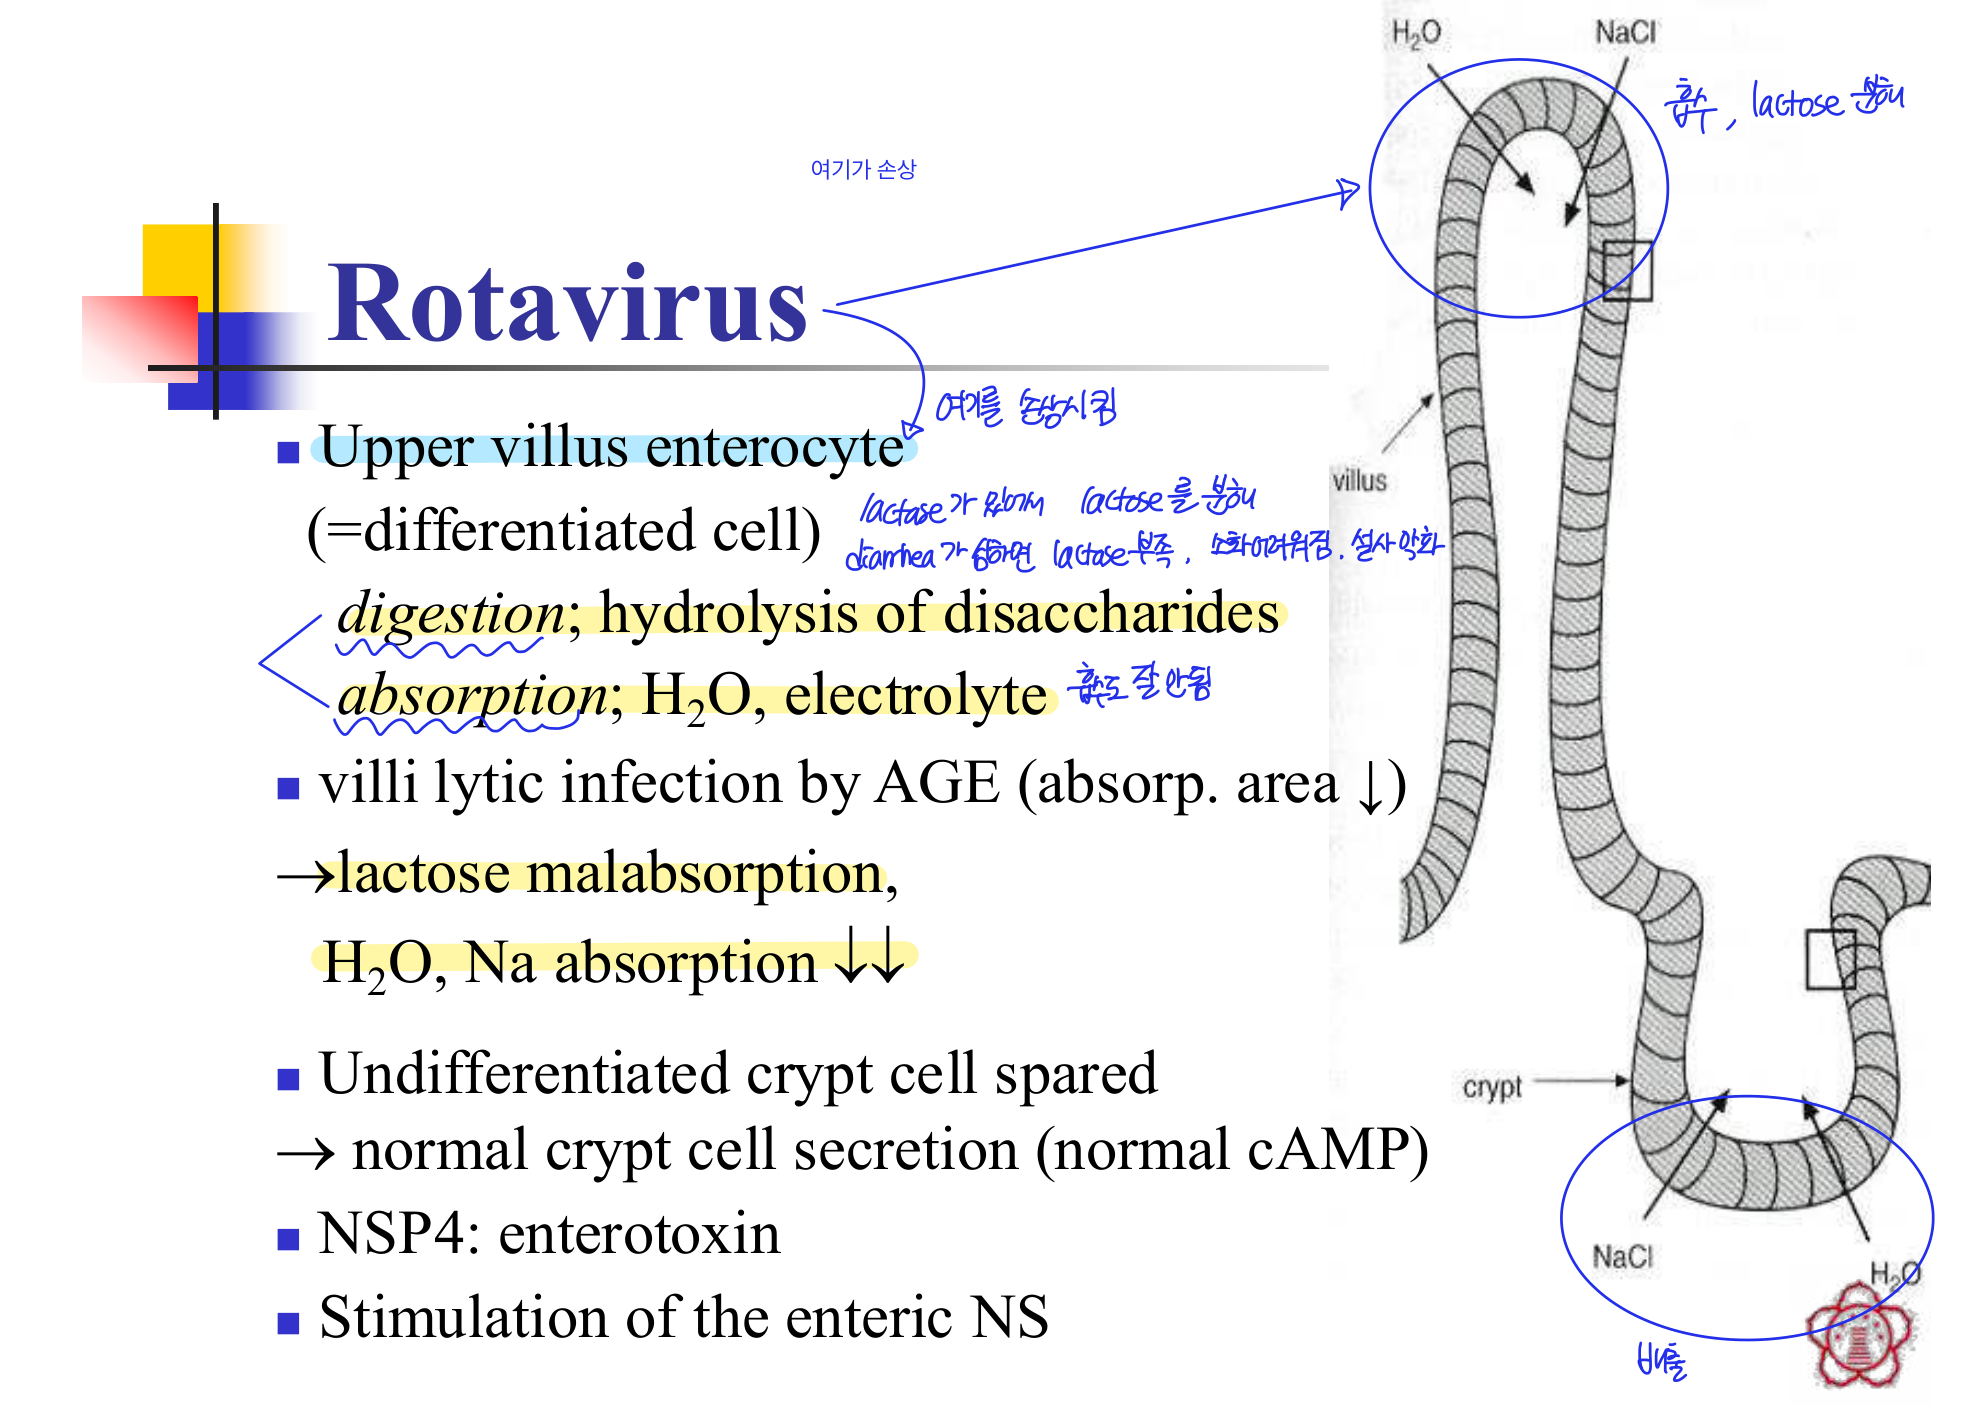 H₂O
NaCl
흡수, lactose 분해
여기가 손상
Rotavirus
여기를 손상시킴
■ Upper villus enterocyte
(=differentiated cell)
lactase가 있어서 lactose를 분해
diarrhea가 심하면 lactase부족, 소화어려워짐. 설사악화
villus
digestion; hydrolysis of disaccharides
absorption; H₂O, electrolyte
흡수도 잘 안됨
■ villi lytic infection by AGE (absorp. area ↓)
→lactose malabsorption,
H₂O, Na absorption ↓↓
■ Undifferentiated crypt cell spared
crypt
→ normal crypt cell secretion (normal cAMP)
■ NSP4: enterotoxin
NaCl
H₂O
■ Stimulation of the enteric NS
배출